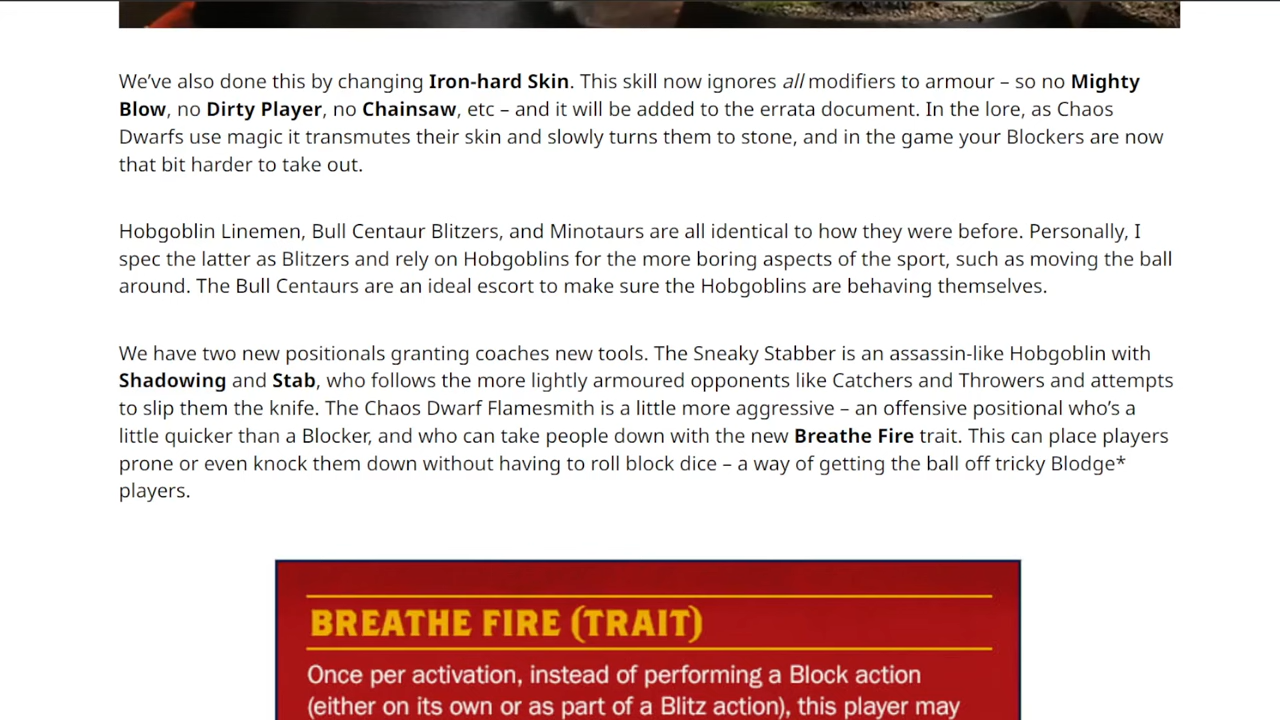 We’ve also done this by changing Iron-hard Skin. This skill now ignores all modifiers to armour – so no Mighty
Blow, no Dirty Player, no Chainsaw, etc – and it will be added to the errata document. In the lore, as Chaos
Dwarfs use magic it transmutes their skin and slowly turns them to stone, and in the game your Blockers are now
that bit harder to take out.
Hobgoblin Linemen, Bull Centaur Blitzers, and Minotaurs are all identical to how they were before. Personally, I
spec the latter as Blitzers and rely on Hobgoblins for the more boring aspects of the sport, such as moving the ball
around. The Bull Centaurs are an ideal escort to make sure the Hobgoblins are behaving themselves.
We have two new positionals granting coaches new tools. The Sneaky Stabber is an assassin-like Hobgoblin with
Shadowing and Stab, who follows the more lightly armoured opponents like Catchers and Throwers and attempts
to slip them the knife. The Chaos Dwarf Flamesmith is a little more aggressive – an offensive positional who’s a
little quicker than a Blocker, and who can take people down with the new Breathe Fire trait. This can place players
prone or even knock them down without having to roll block dice – a way of getting the ball off tricky Blodge*
players.
BREATHE FIRE (TRAIT)
Once per activation, instead of performing a Block action
(either on its own or as part of a Blitz action), this player may